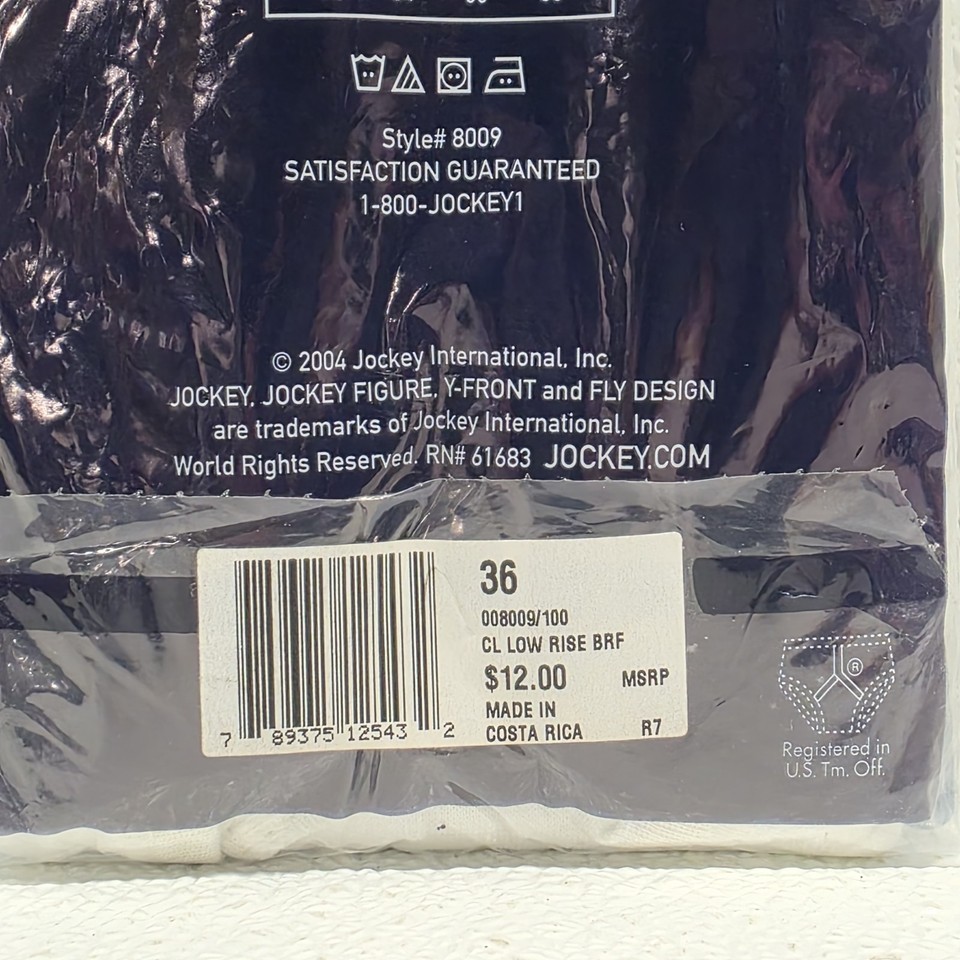 Style# 8009
SATISFACTION GUARANTEED
1-800-JOCKEY1
© 2004 Jockey International, Inc.
JOCKEY, JOCKEY FIGURE, Y-FRONT and FLY DESIGN
are trademarks of Jockey International, Inc.
World Rights Reserved. RN# 61683 JOCKEY.COM
36
008009/100
CL LOW RISE BRF
$12.00 MSRP
MADE IN
COSTA RICA R7
7 89375 12543 2
®
Registered in
U.S. Tm. Off.